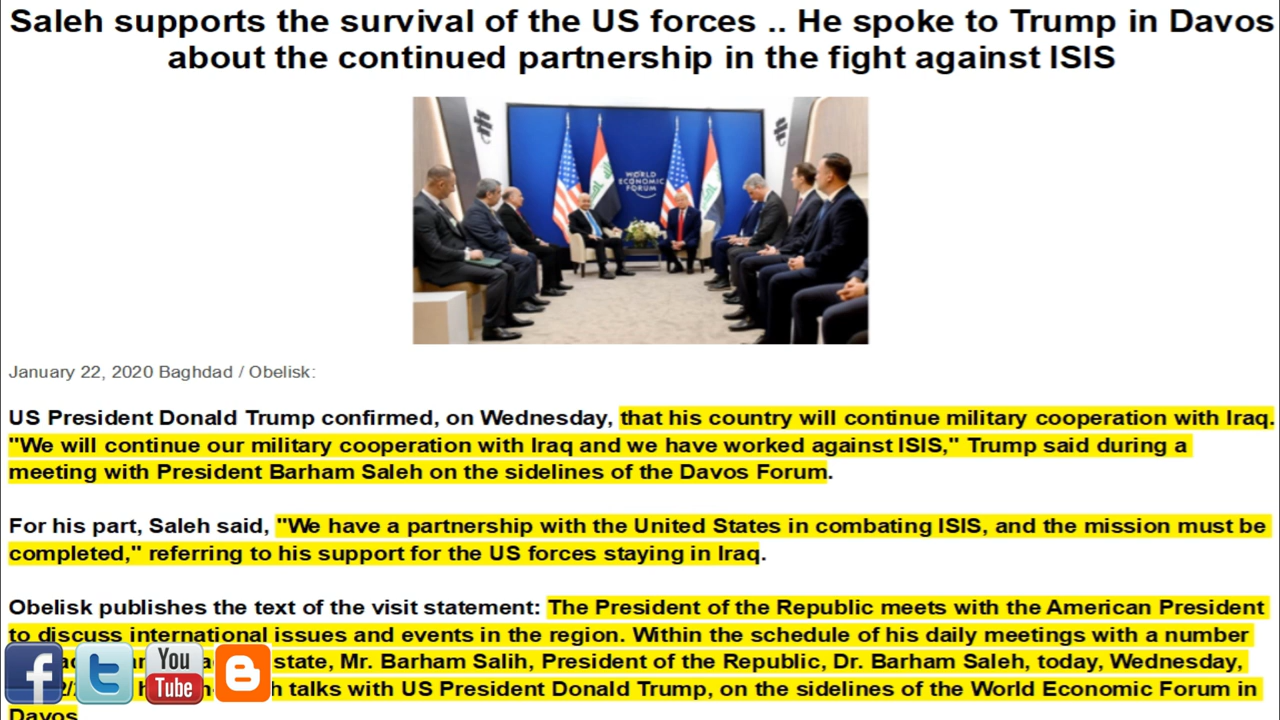 Saleh supports the survival of the US forces .. He spoke to Trump in Davos
about the continued partnership in the fight against ISIS
WORLD
ECONOMIC
FORUM
January 22, 2020 Baghdad / Obelisk:
US President Donald Trump confirmed, on Wednesday, that his country will continue military cooperation with Iraq.
"We will continue our military cooperation with Iraq and we have worked against ISIS," Trump said during a
meeting with President Barham Saleh on the sidelines of the Davos Forum.
For his part, Saleh said, "We have a partnership with the United States in combating ISIS, and the mission must be
completed," referring to his support for the US forces staying in Iraq.
Obelisk publishes the text of the visit statement: The President of the Republic meets with the American President
to discuss international issues and events in the region. Within the schedule of his daily meetings with a number
state, Mr. Barham Salih, President of the Republic, Dr. Barham Saleh, today, Wednesday,
talks with US President Donald Trump, on the sidelines of the World Economic Forum in
Davos
f
t
You
Tube